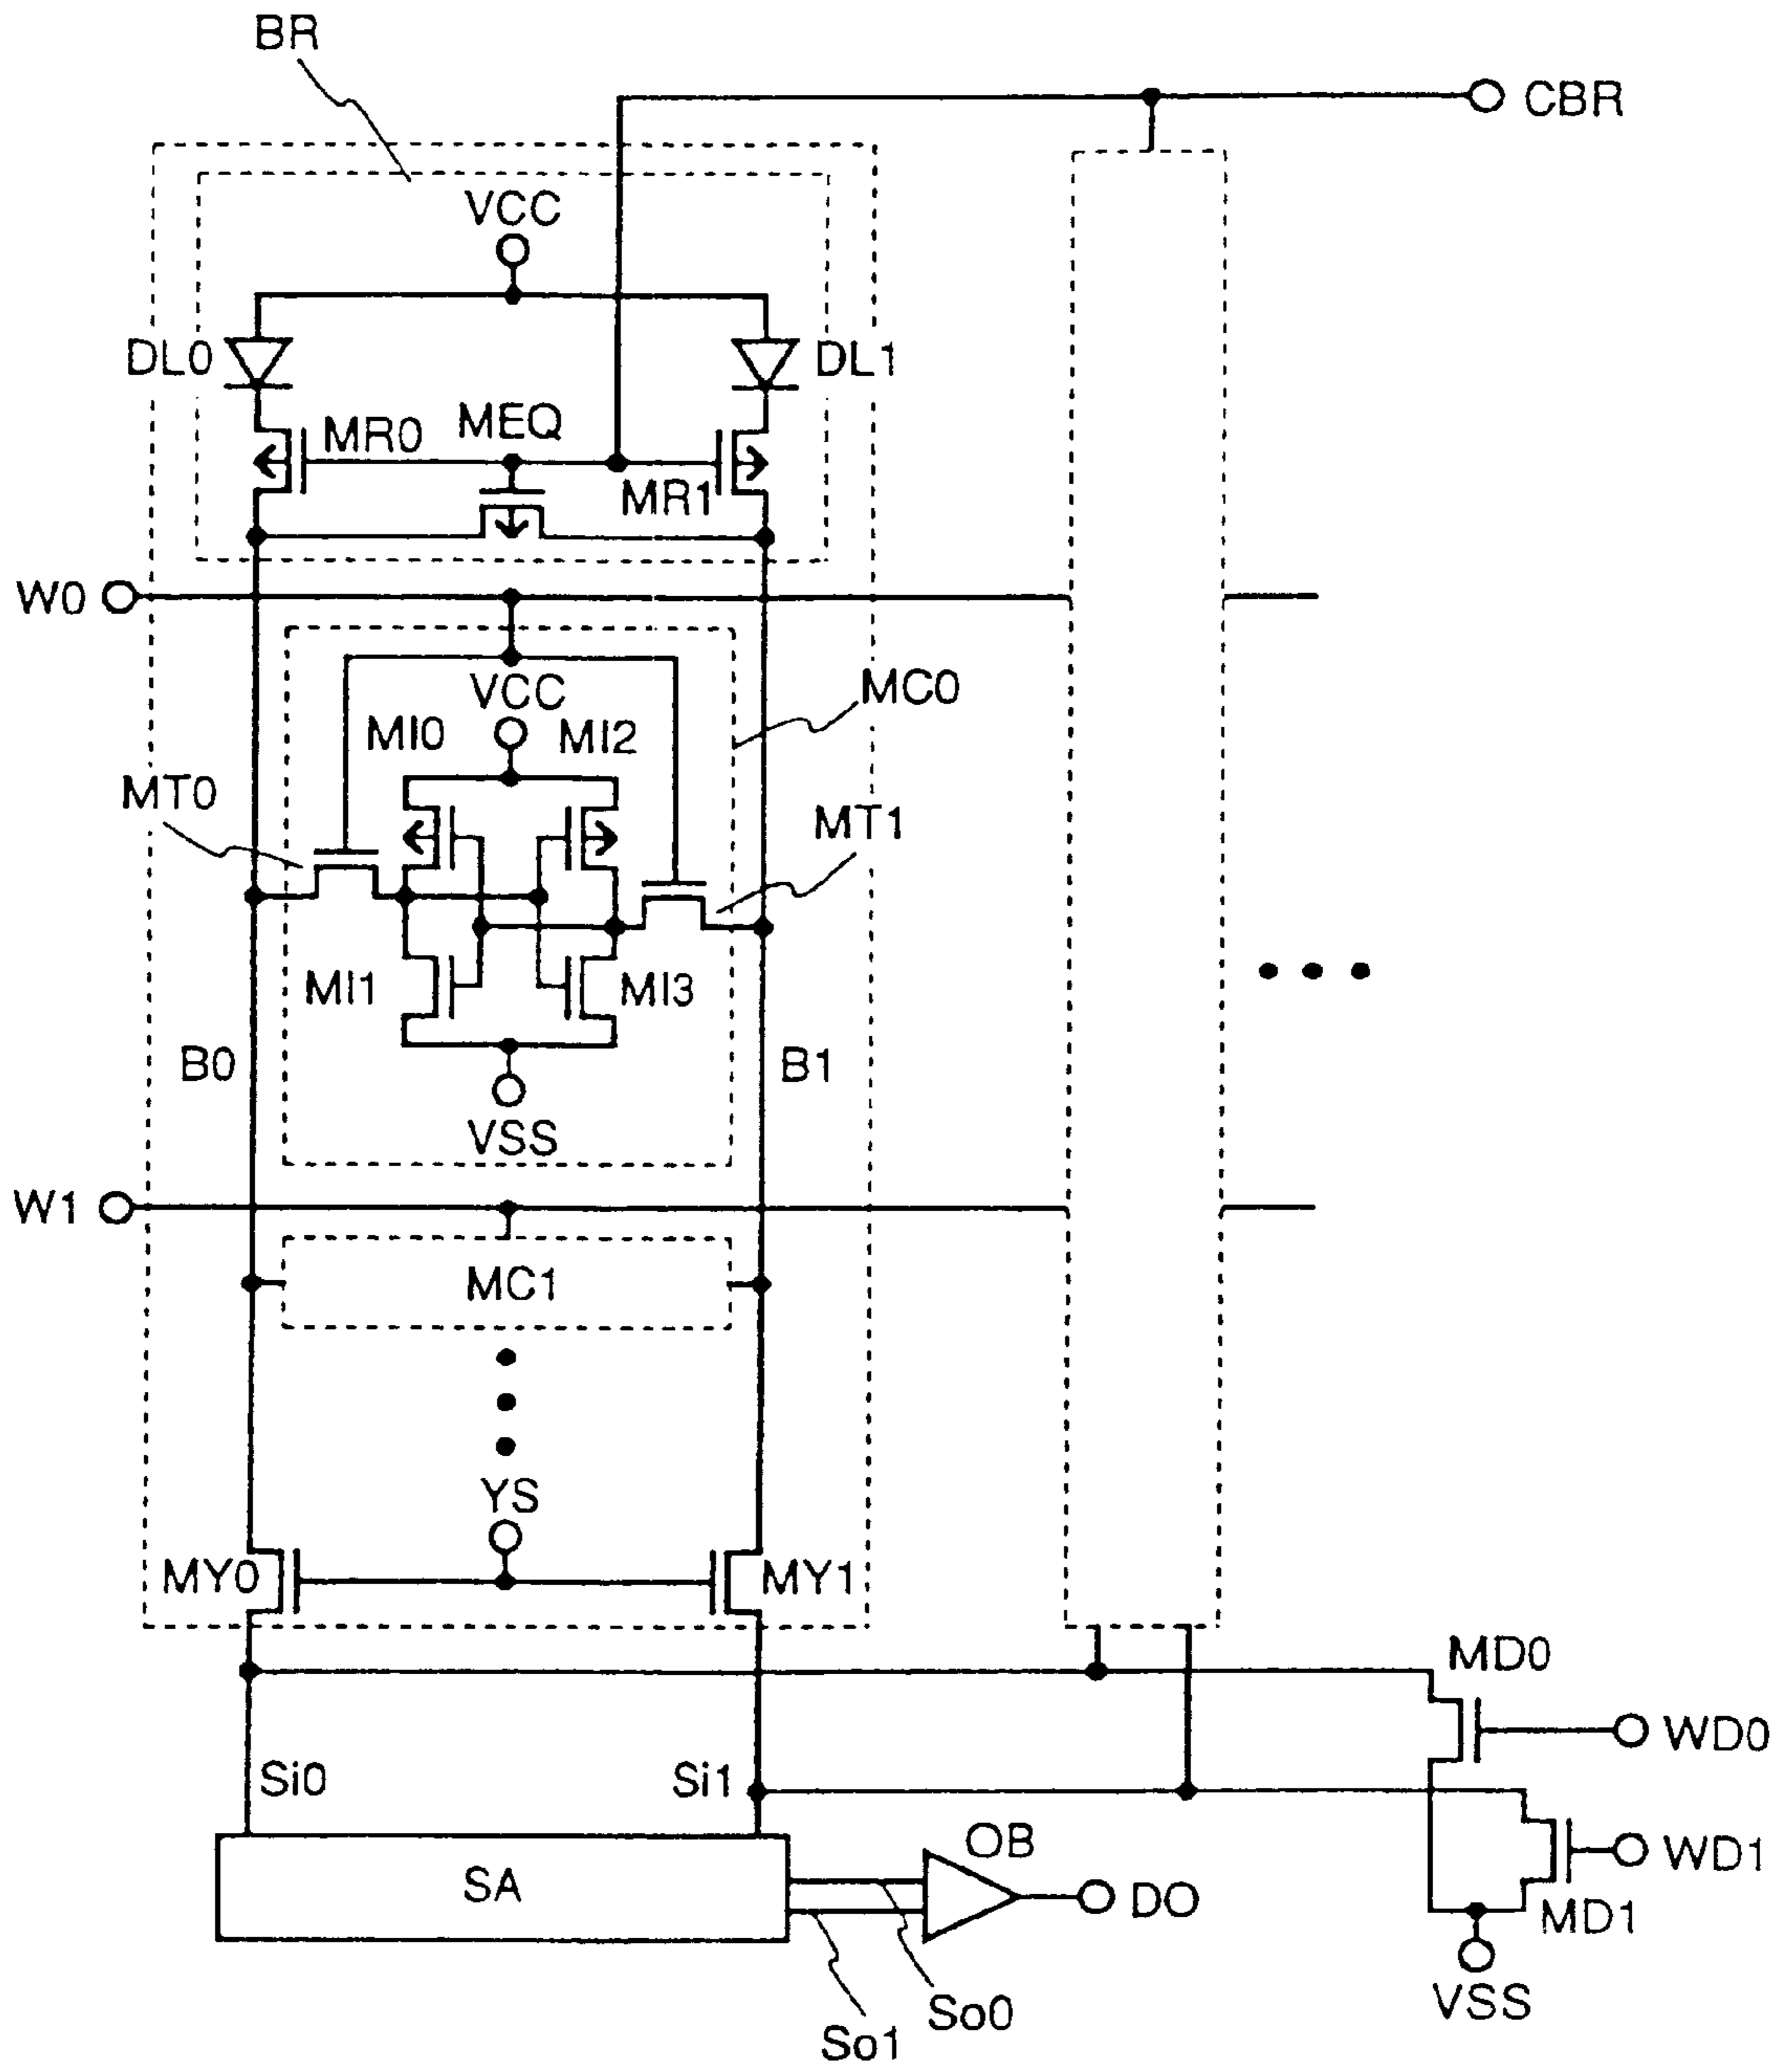 BR
CBR
VCC
DL0
DL1
MEQ
MR0
MR1
W0
MC0
VCC
MI0
MI2
MT0
MT1
MI1
MI3
B0
B1
VSS
W1
MC1
YS
MY0
MY1
MD0
WD0
Si0
Si1
OB
WD1
SA
DO
MD1
VSS
So0
So1